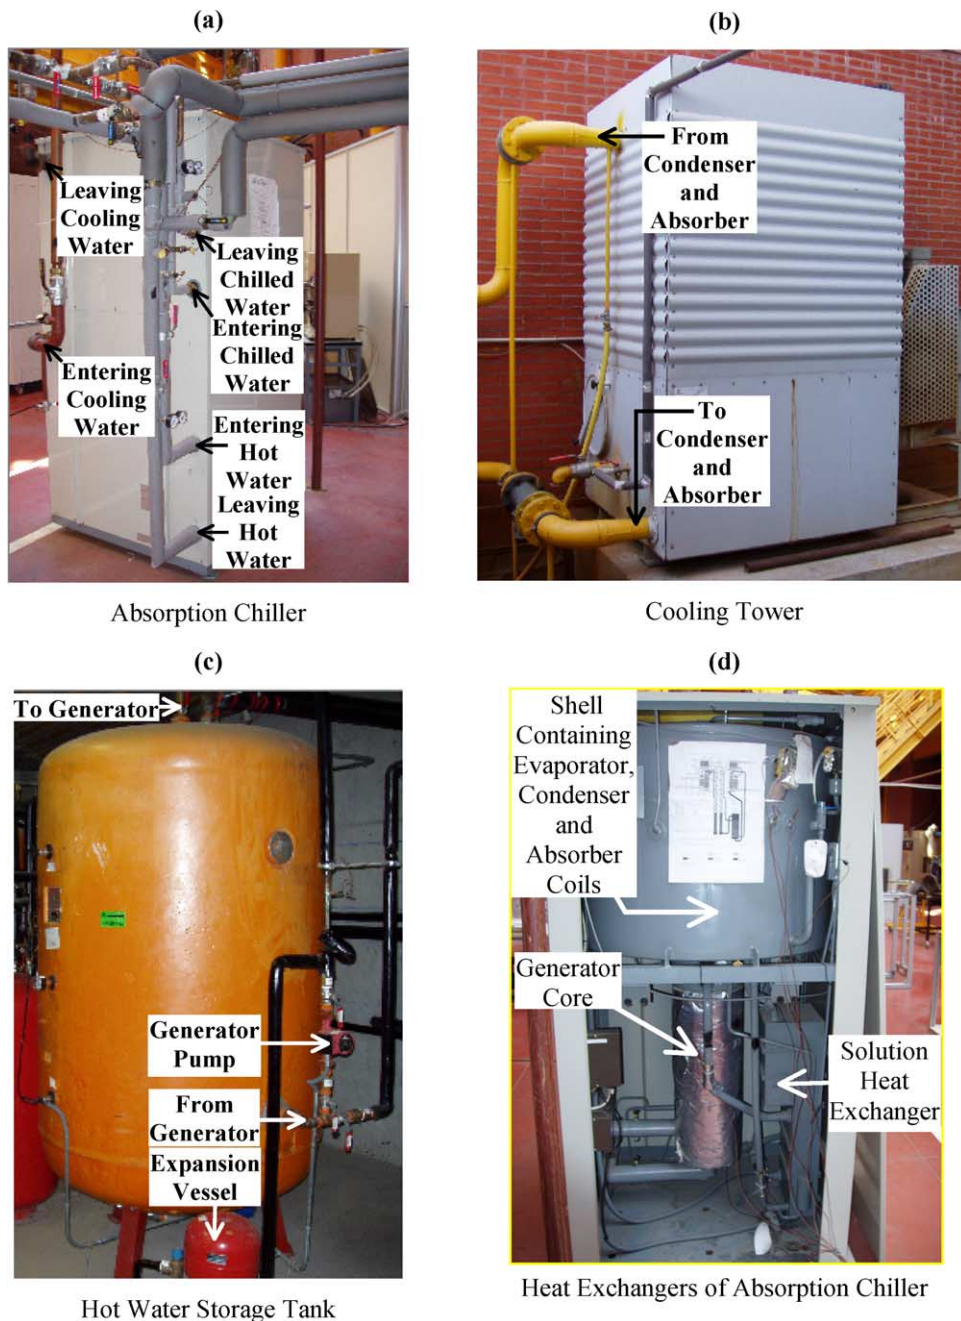 (a)
Leaving
Cooling
Water
Leaving
Chilled
Water
Entering
Chilled
Water
Entering
Cooling
Water
Entering
Hot
Water
Leaving
Hot
Water
Absorption Chiller
(b)
From
Condenser
and
Absorber
To
Condenser
and
Absorber
Cooling Tower
(c)
To Generator
Generator
Pump
From
Generator
Expansion
Vessel
Hot Water Storage Tank
(d)
Shell
Containing
Evaporator,
Condenser
and
Absorber
Coils
Generator
Core
Solution
Heat
Exchanger
Heat Exchangers of Absorption Chiller